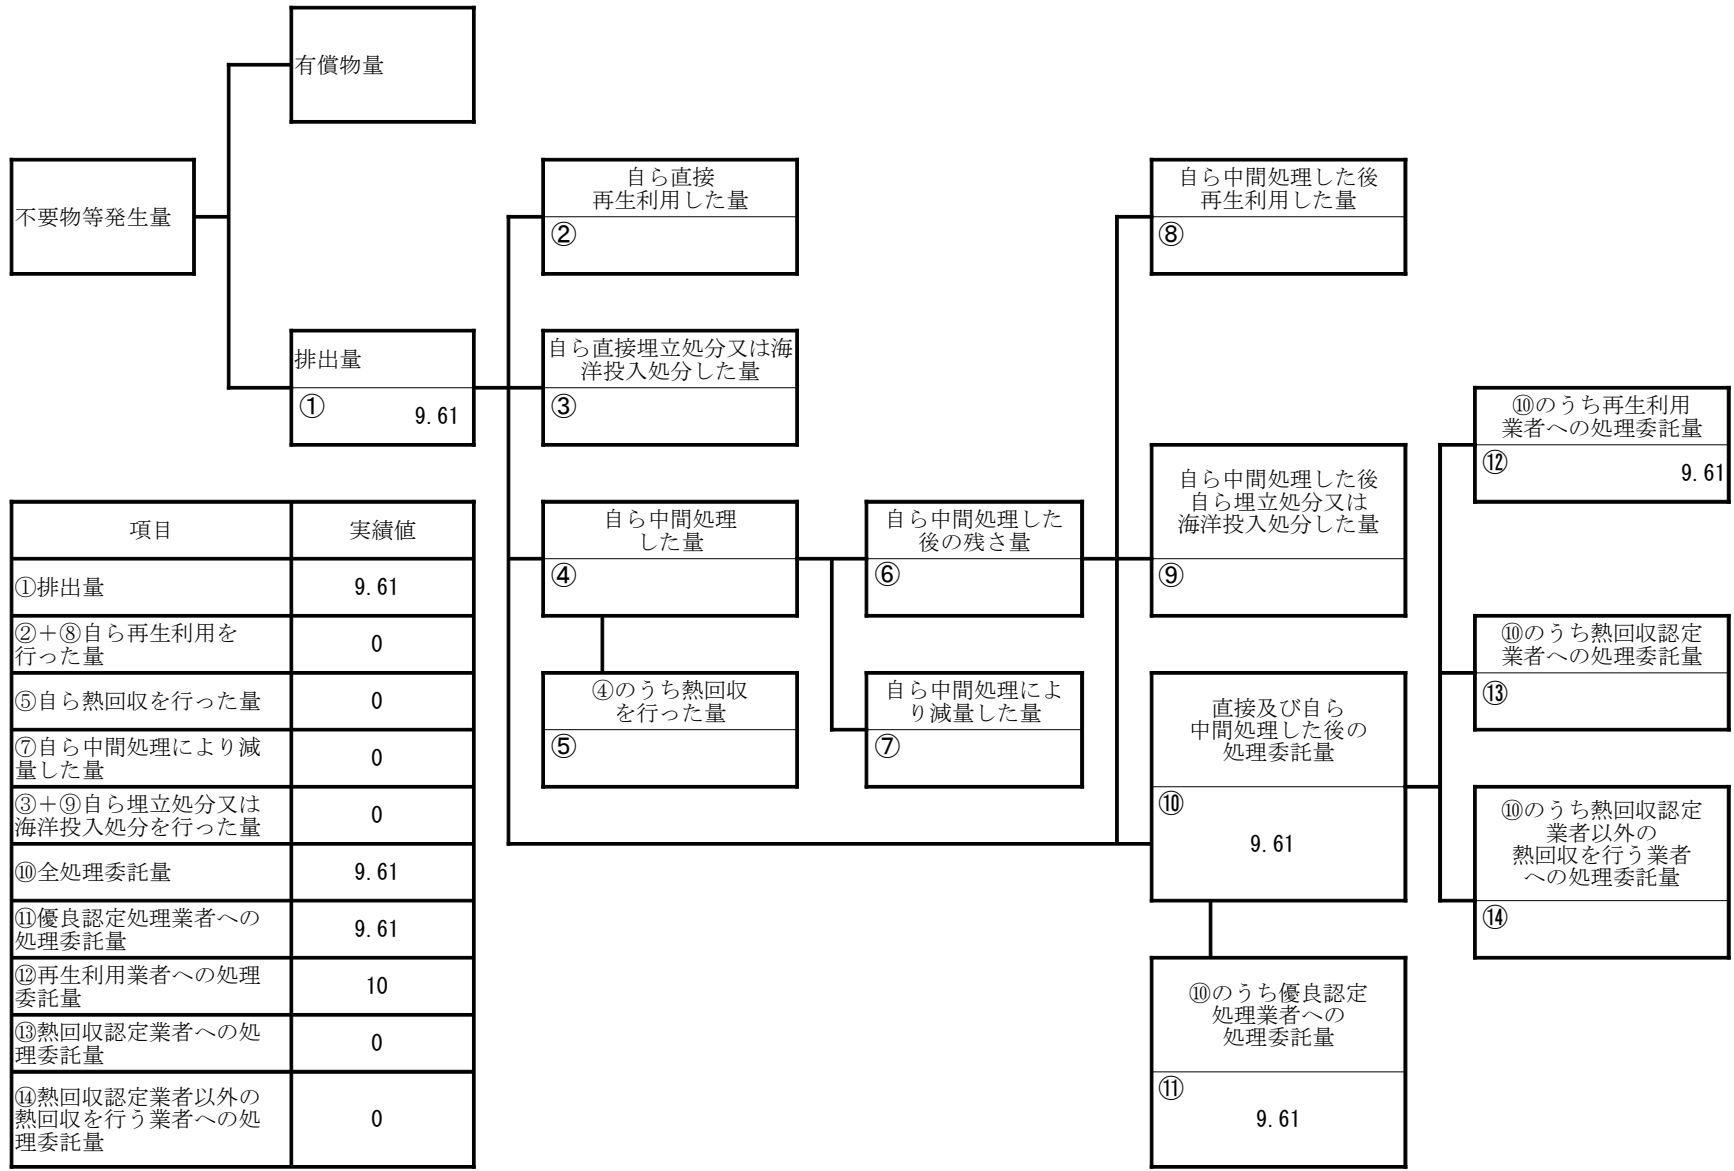 有償物量
不要物等発生量
自ら直接
再生利用した量
②
自ら中間処理した後
再生利用した量
⑧
排出量
① 9.61
自ら直接埋立処分又は海
洋投入処分した量
③
⑩のうち再生利用
業者への処理委託量
⑫ 9.61
自ら中間処理
した量
④
自ら中間処理した
後の残さ量
⑥
自ら中間処理した後
自ら埋立処分又は
海洋投入処分した量
⑨
⑩のうち熱回収認定
業者への処理委託量
⑬
④のうち熱回収
を行った量
⑤
自ら中間処理によ
り減量した量
⑦
直接及び自ら
中間処理した後の
処理委託量
⑩
9.61
⑩のうち熱回収認定
業者以外の
熱回収を行う業者
への処理委託量
⑭
⑩のうち優良認定
処理業者への
処理委託量
⑪
9.61
項目 実績値
①排出量 9.61
②＋⑧自ら再生利用を
行った量 0
⑤自ら熱回収を行った量 0
⑦自ら中間処理により減
量した量 0
③＋⑨自ら埋立処分又は
海洋投入処分を行った量 0
⑩全処理委託量 9.61
⑪優良認定処理業者への
処理委託量 9.61
⑫再生利用業者への処理
委託量 10
⑬熱回収認定業者への処
理委託量 0
⑭熱回収認定業者以外の
熱回収を行う業者への処
理委託量 0